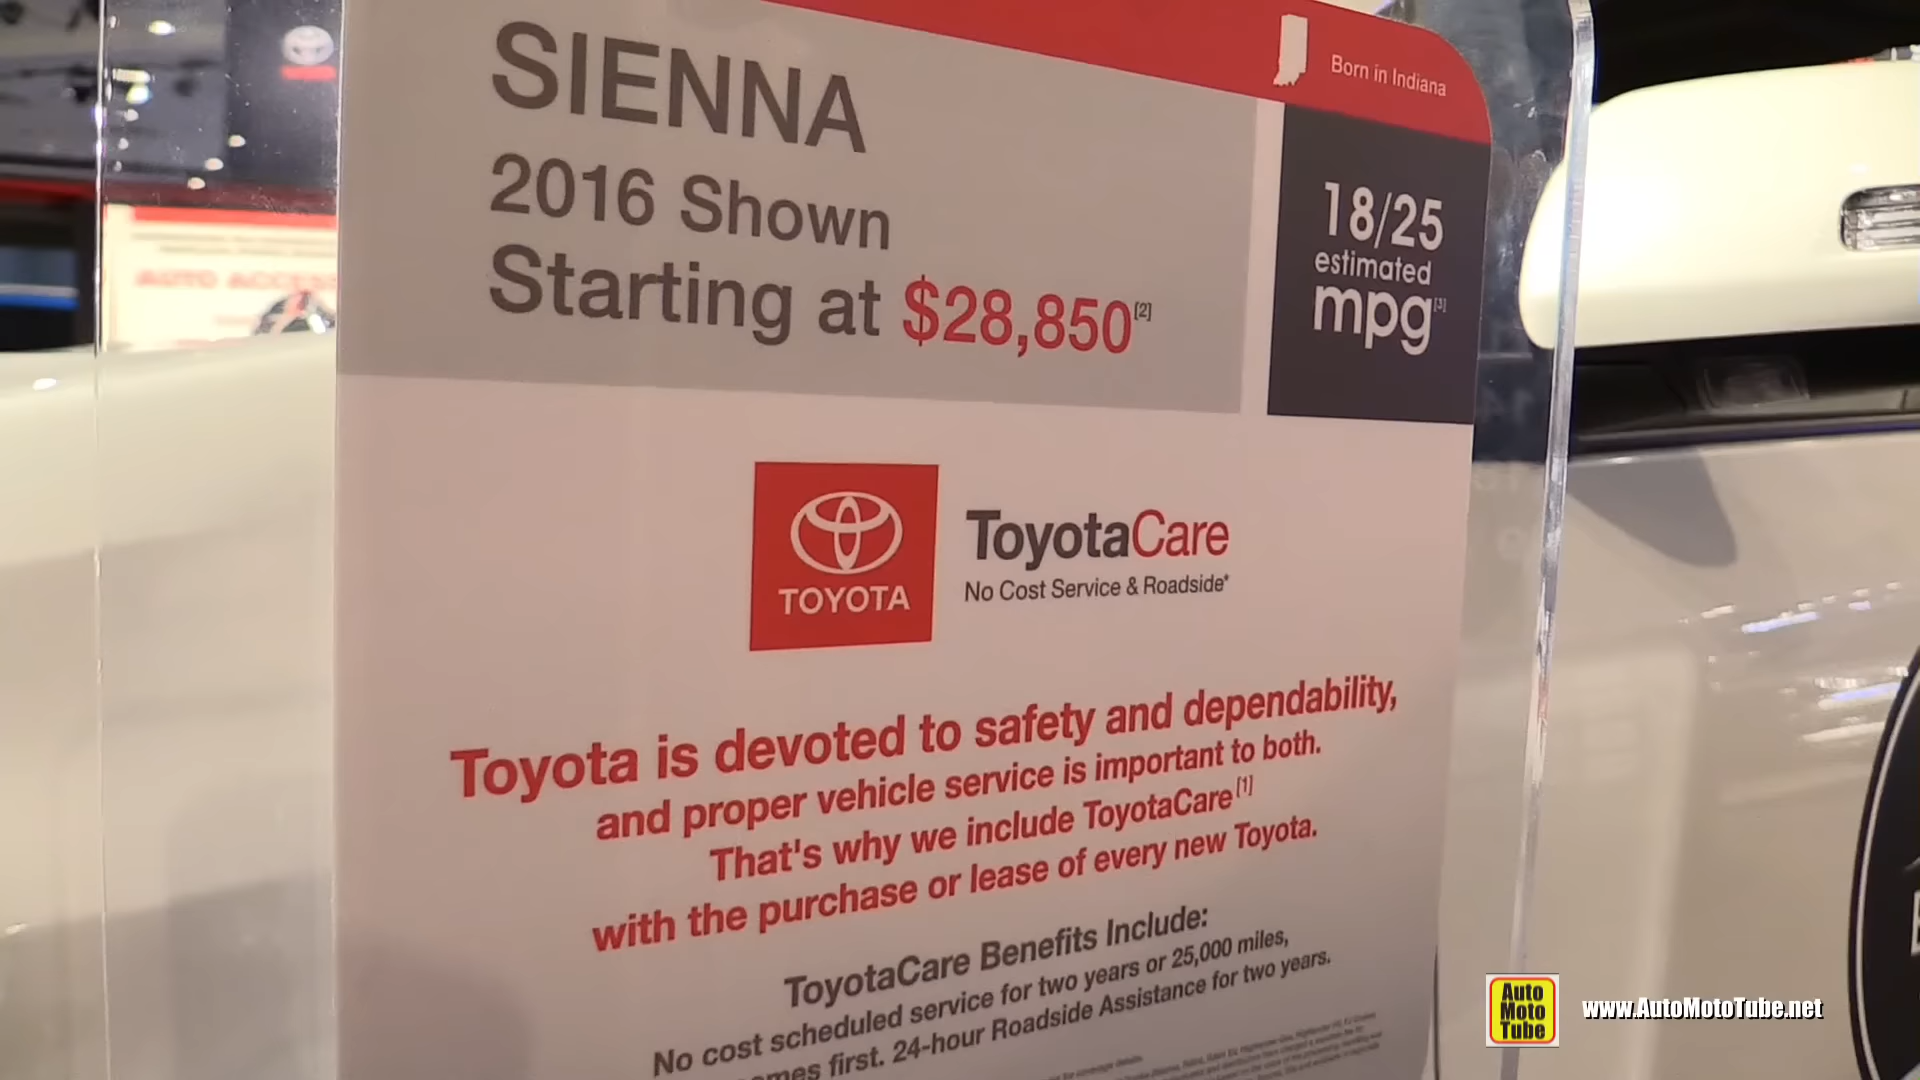 Born in Indiana
SIENNA
2016 Shown
Starting at $28,850[2]
18/25
estimated
mpg[3]
TOYOTA
ToyotaCare
No Cost Service & Roadside*
Toyota is devoted to safety and dependability,
and proper vehicle service is important to both.
That's why we include ToyotaCare[1]
with the purchase or lease of every new Toyota.
ToyotaCare Benefits Include:
No cost scheduled service for two years or 25,000 miles,
first. 24-hour Roadside Assistance for two years.
AUTO
Auto
Moto
Tube
www.AutoMotoTube.net